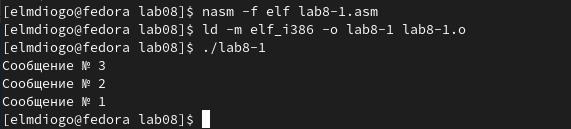 [elmdiogo@fedora lab08]$ nasm -f elf lab8-1.asm
[elmdiogo@fedora lab08]$ ld -m elf_i386 -o lab8-1 lab8-1.o
[elmdiogo@fedora lab08]$ ./lab8-1
Сообщение № 3
Сообщение № 2
Сообщение № 1
[elmdiogo@fedora lab08]$